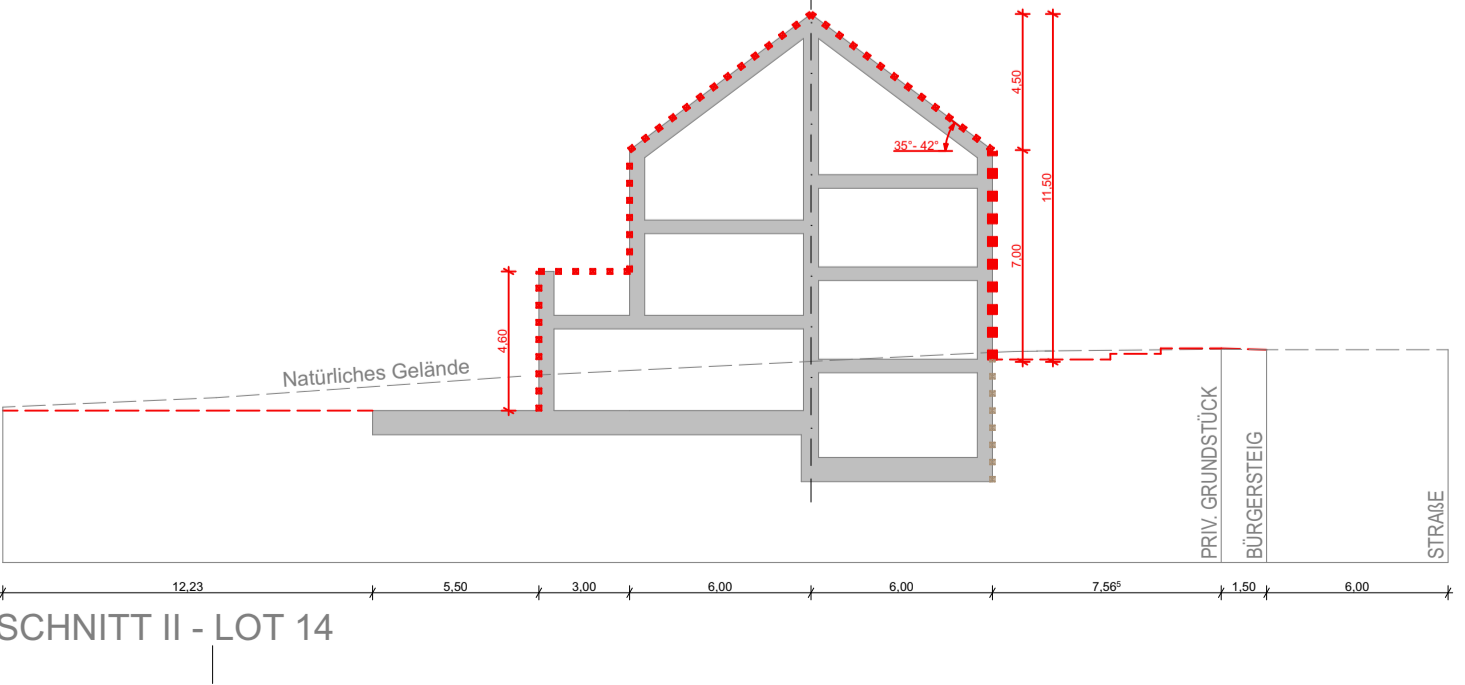 4,50
11,50
35°- 42°
7,00
4,60
Natürliches Gelände
PRIV. GRUNDSTÜCK
BÜRGERSTEIG
STRAßE
12,23
5,50
3,00
6,00
6,00
7.56⁵
1,50
6,00
SCHNITT II - LOT 14